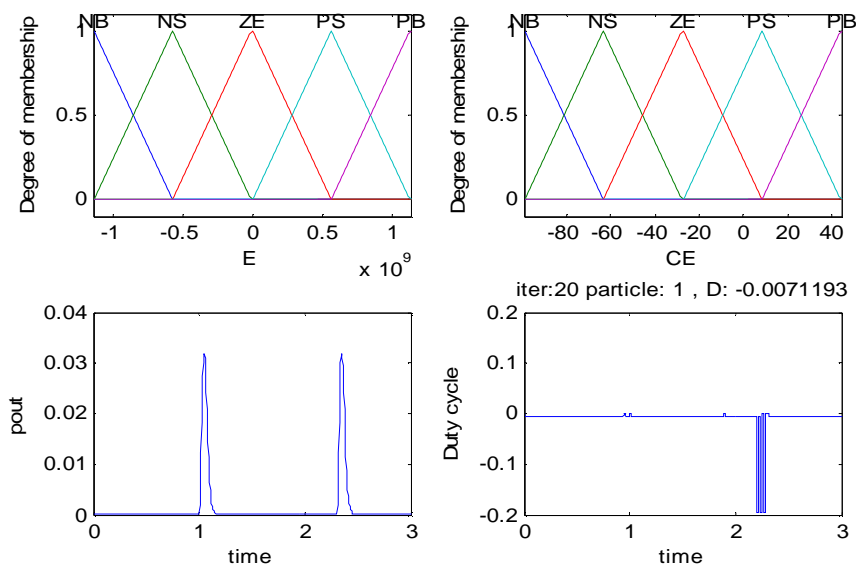 NB NS ZE PS PB
1
0.5
0
Degree of membership
-1 -0.5 0 0.5 1
E
x 10^9
NB NS ZE PS PB
1
0.5
0
Degree of membership
-80 -60 -40 -20 0 20 40
CE
0.04
0.03
0.02
0.01
0
pout
0 1 2 3
time
iter:20 particle: 1 , D: -0.0071193
0.2
0.1
0
-0.1
-0.2
Duty cycle
0 1 2 3
time